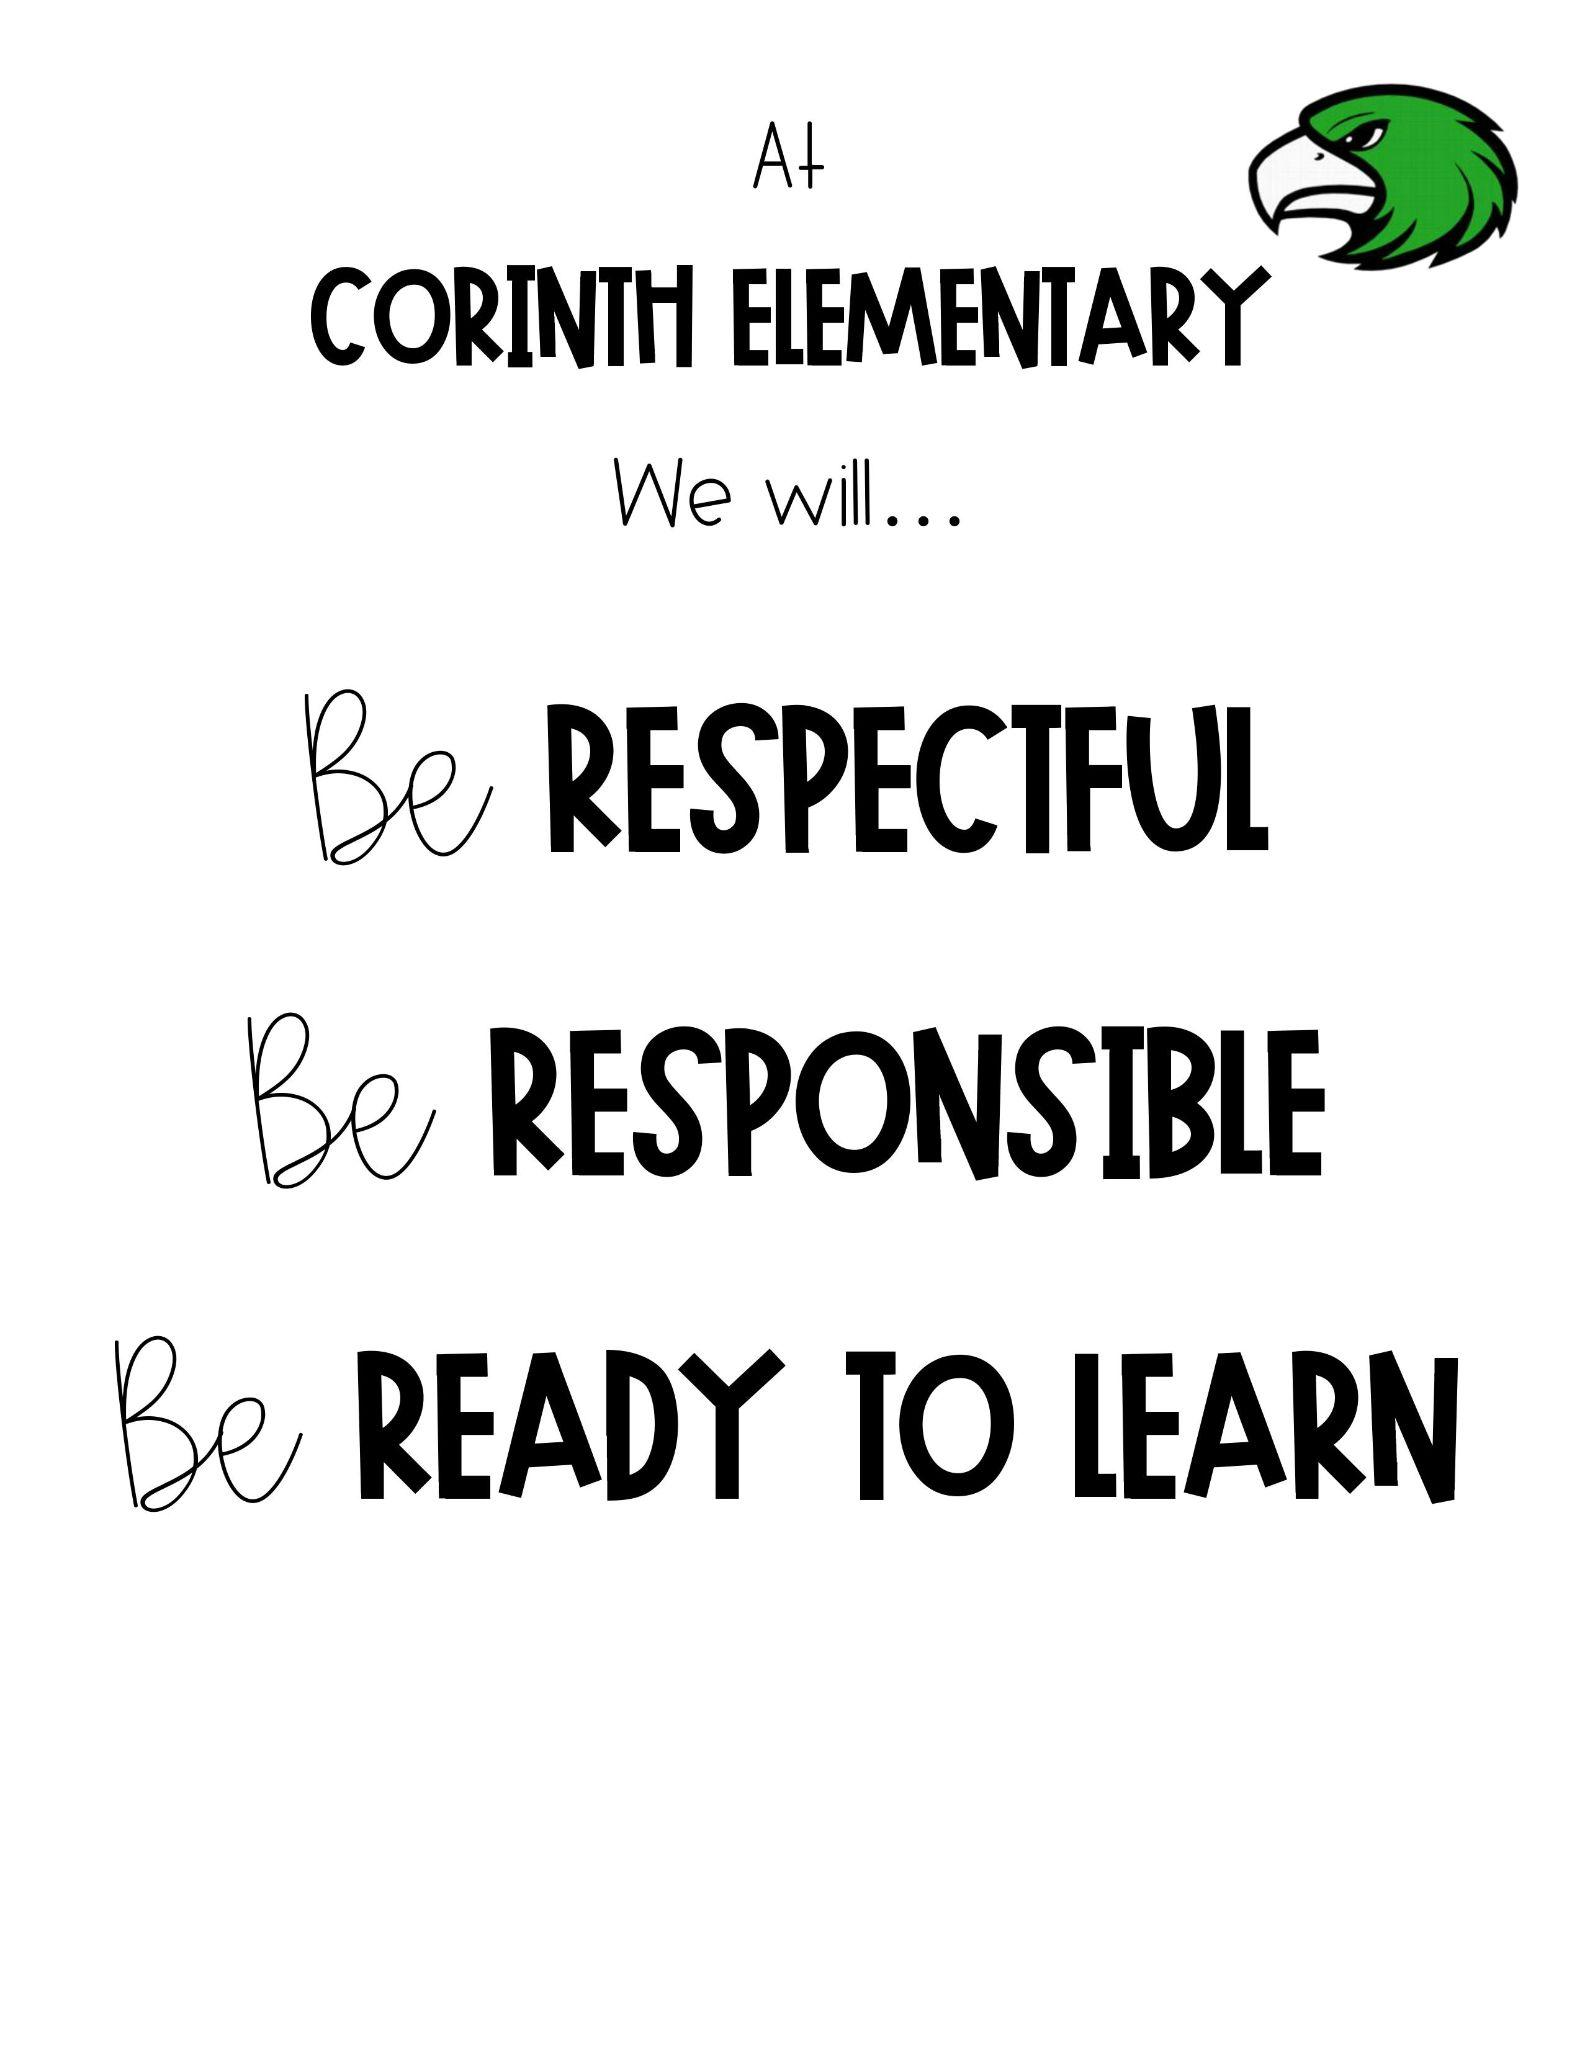 At
CORINTH ELEMENTARY
We will...
Be RESPECTFUL
Be RESPONSIBLE
Be READY TO LEARN